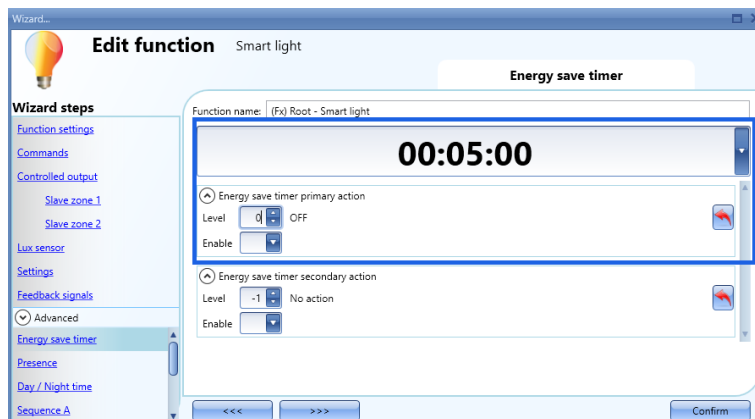 Wizard...
Edit function Smart light
Energy save timer
Wizard steps
Function settings
Commands
Controlled output
Slave zone 1
Slave zone 2
Lux sensor
Settings
Feedback signals
Advanced
Energy save timer
Presence
Day / Night time
Sequence A
Function name: (Fx) Root - Smart light
00:05:00
Energy save timer primary action
Level 0 OFF
Enable
Energy save timer secondary action
Level -1 No action
Enable
<<< >>> Confirm